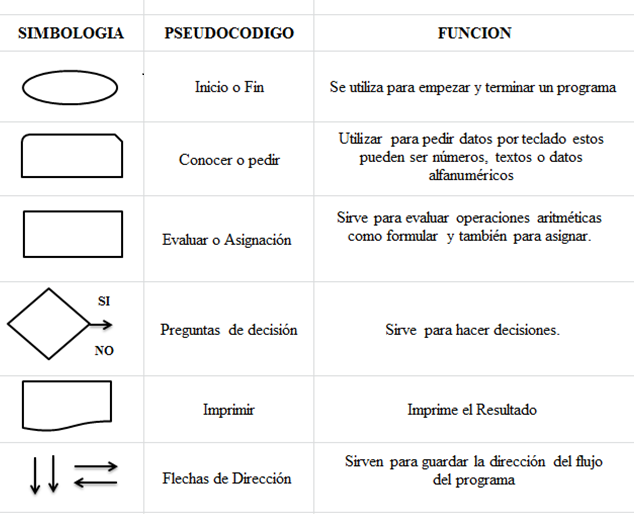 SIMBOLOGIA PSEUDOCODIGO FUNCION
Inicio o Fin Se utiliza para empezar y terminar un programa
Conocer o pedir
Utilizar para pedir datos por teclado estos
pueden ser números, textos o datos
alfanuméricos
Evaluar o Asignación
Sirve para evaluar operaciones aritméticas
como formular y también para asignar.
SI
NO
Preguntas de decisión Sirve para hacer decisiones.
Imprimir Imprime el Resultado
Flechas de Dirección
Sirven para guardar la dirección del flujo
del programa